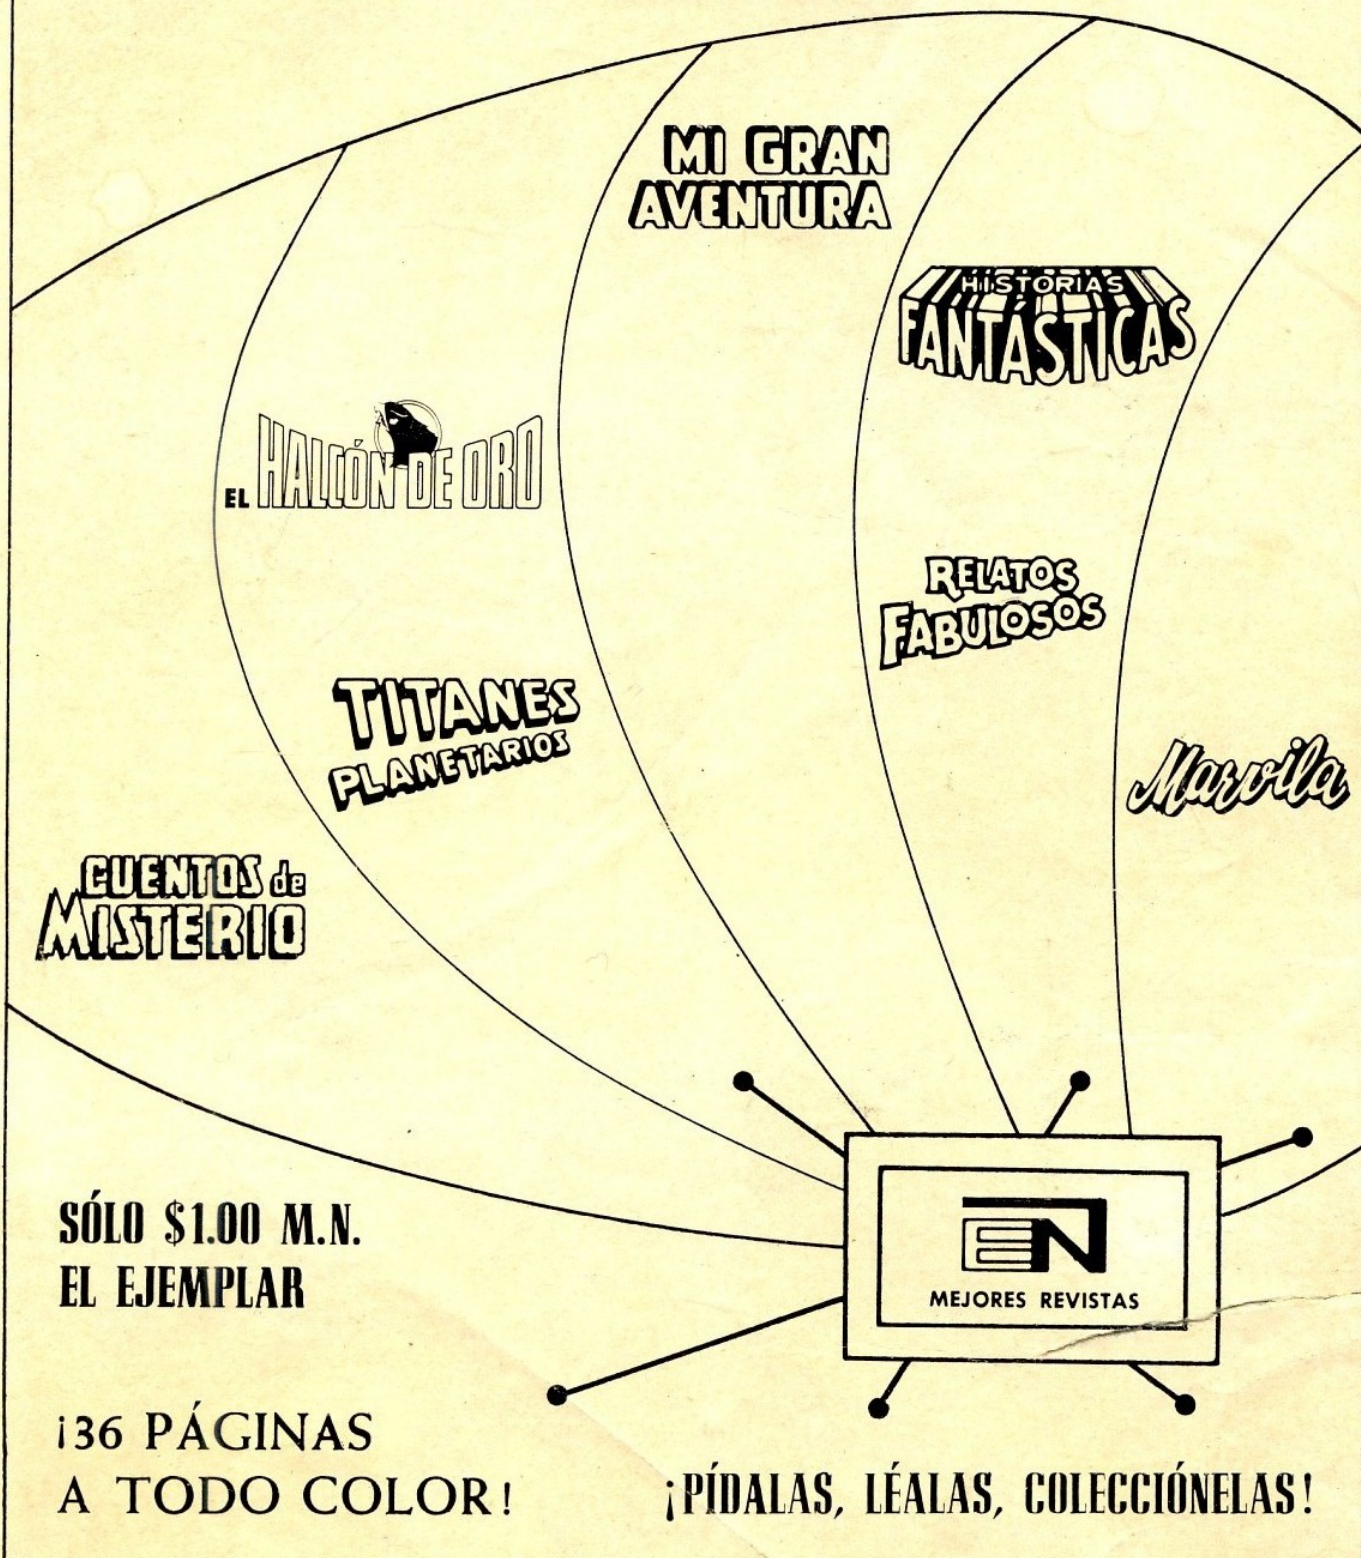 MI GRAN
AVENTURA
HISTORIAS
FANTÁSTICAS
EL HALCÓN DE ORO
RELATOS
FABULOSOS
TITANES
PLANETARIOS
Marvila
CUENTOS de
MISTERIO
SÓLO $1.00 M.N.
EL EJEMPLAR
EN
MEJORES REVISTAS
¡36 PÁGINAS
A TODO COLOR!
¡PÍDALAS, LÉALAS, COLECCIÓNELAS!